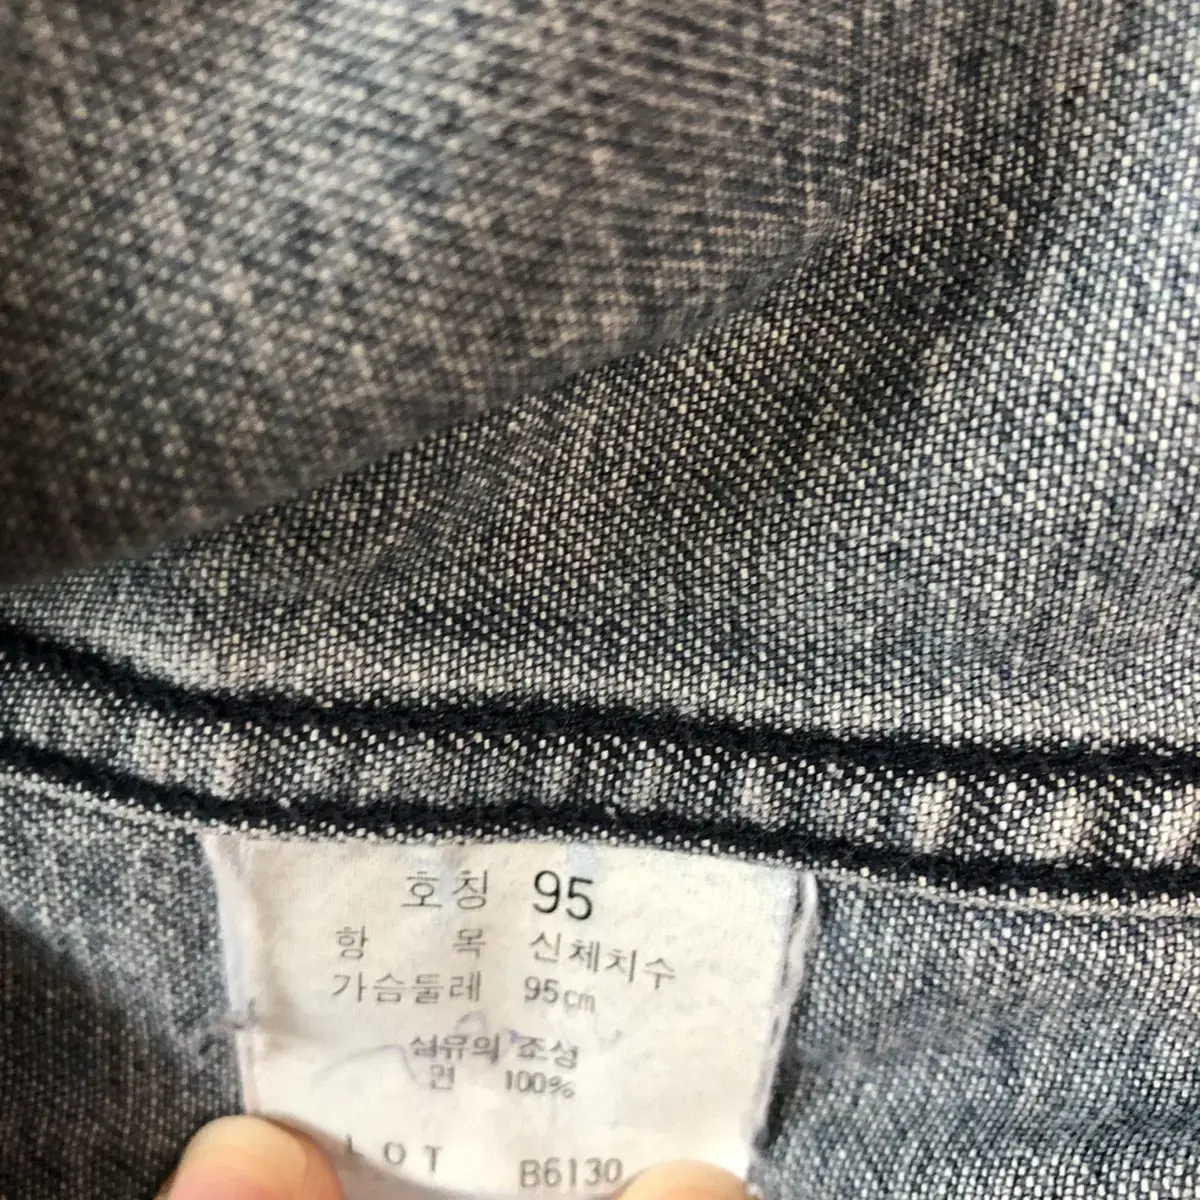 호칭 95
항 목 신체치수
가슴둘레 95cm
섬유의 조성
면 100%
LOT B6130